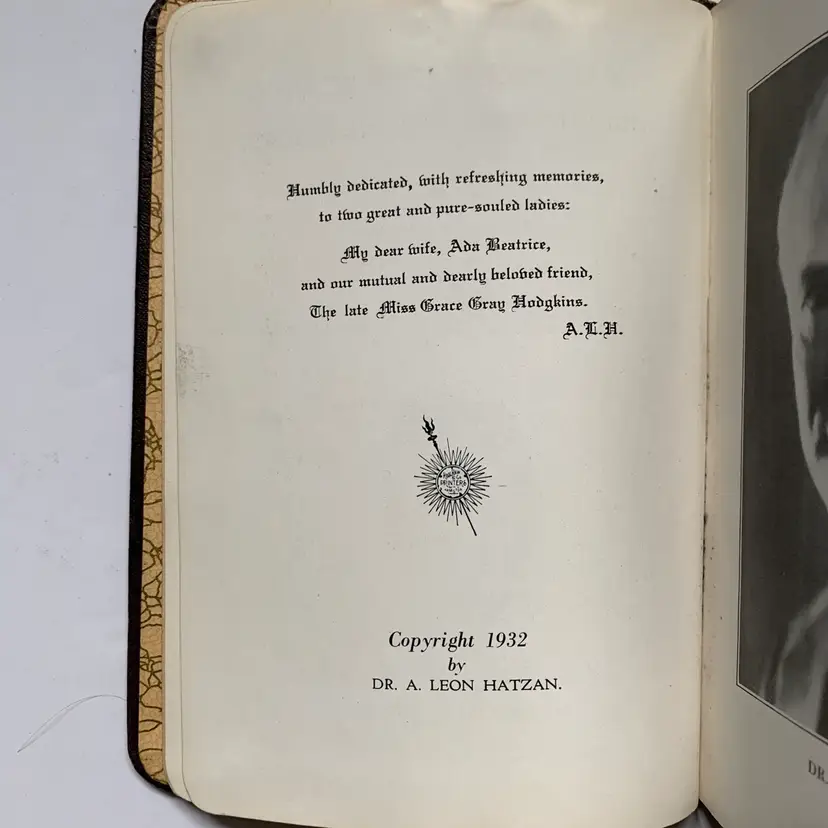 Humbly dedicated, with refreshing memories,
to two great and pure-souled ladies:
My dear wife, Ada Beatrice,
and our mutual and dearly beloved friend,
The late Miss Grace Gray Hodgkins.
A.L.H.
PRINTERS
Copyright 1932
by
DR. A. LEON HATZAN.
DR.